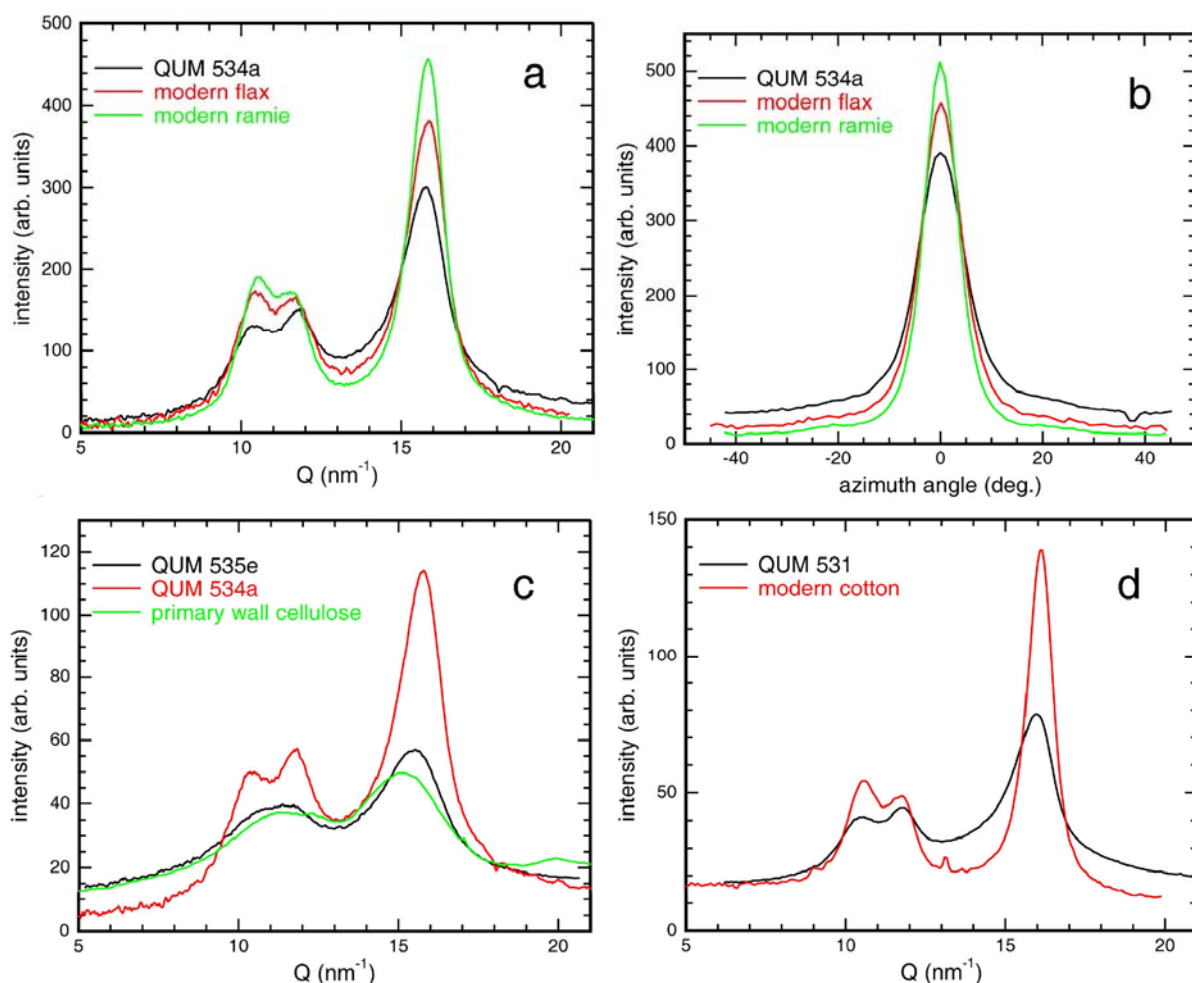 500
400
300
200
100
0
intensity (arb. units)
QUM 534a
modern flax
modern ramie
a
5
10
15
20
Q (nm-1)
500
400
300
200
100
0
intensity (arb. units)
QUM 534a
modern flax
modern ramie
b
-40
-20
0
20
40
azimuth angle (deg.)
120
100
80
60
40
20
0
intensity (arb. units)
QUM 535e
QUM 534a
primary wall cellulose
c
5
10
15
20
Q (nm-1)
150
100
50
0
intensity (arb. units)
QUM 531
modern cotton
d
5
10
15
20
Q (nm-1)